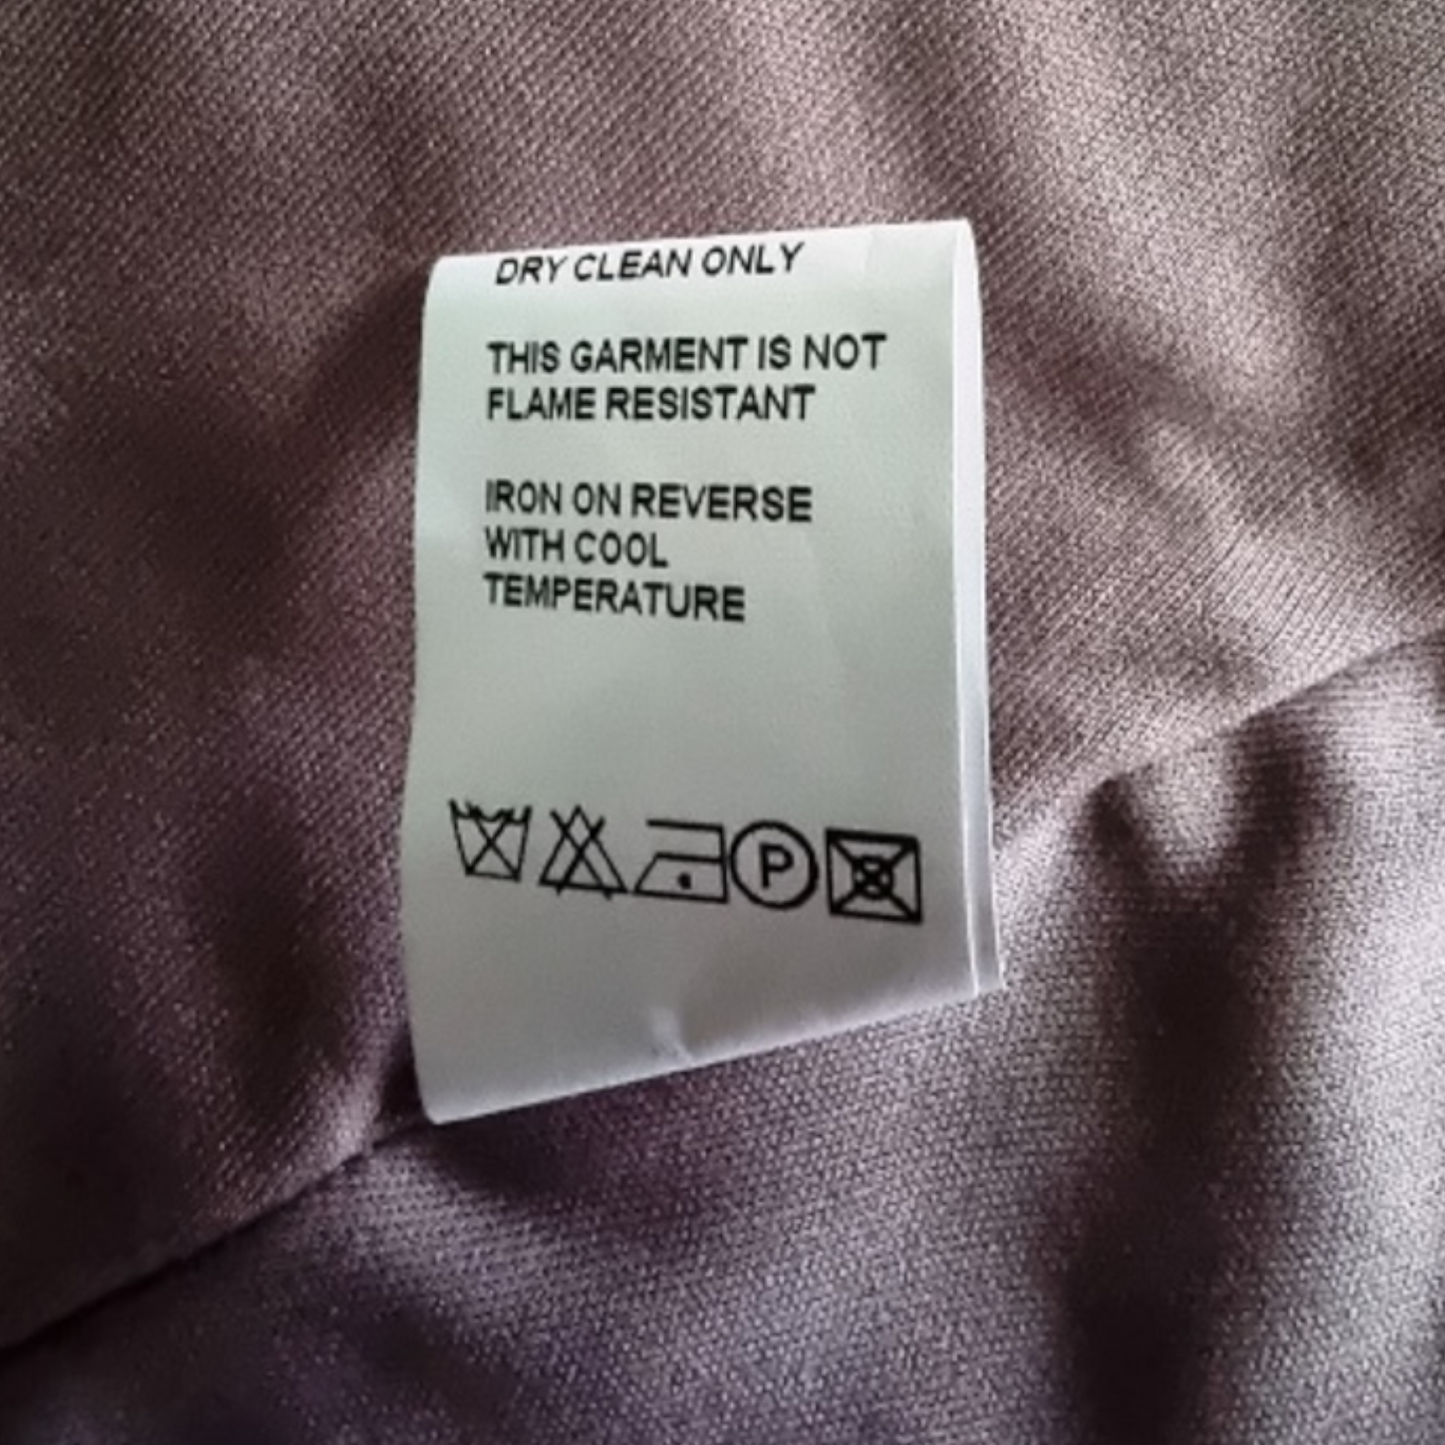 DRY CLEAN ONLY
THIS GARMENT IS NOT
FLAME RESISTANT
IRON ON REVERSE
WITH COOL
TEMPERATURE
P